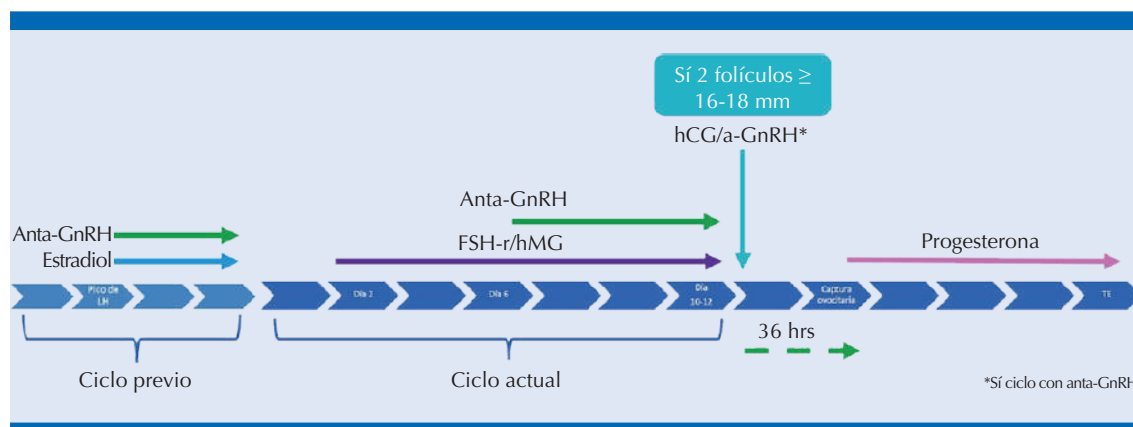 Sí 2 folículos ≥
16-18 mm
hCG/a-GnRH*
Anta-GnRH
Anta-GnRH
FSH-r/hMG
Progesterona
Estradiol
Pico de
LH
Día 2
Día 6
Día
10-12
Captura
ovocitaria
TE
36 hrs
Ciclo previo
Ciclo actual
*Sí ciclo con anta-GnRH